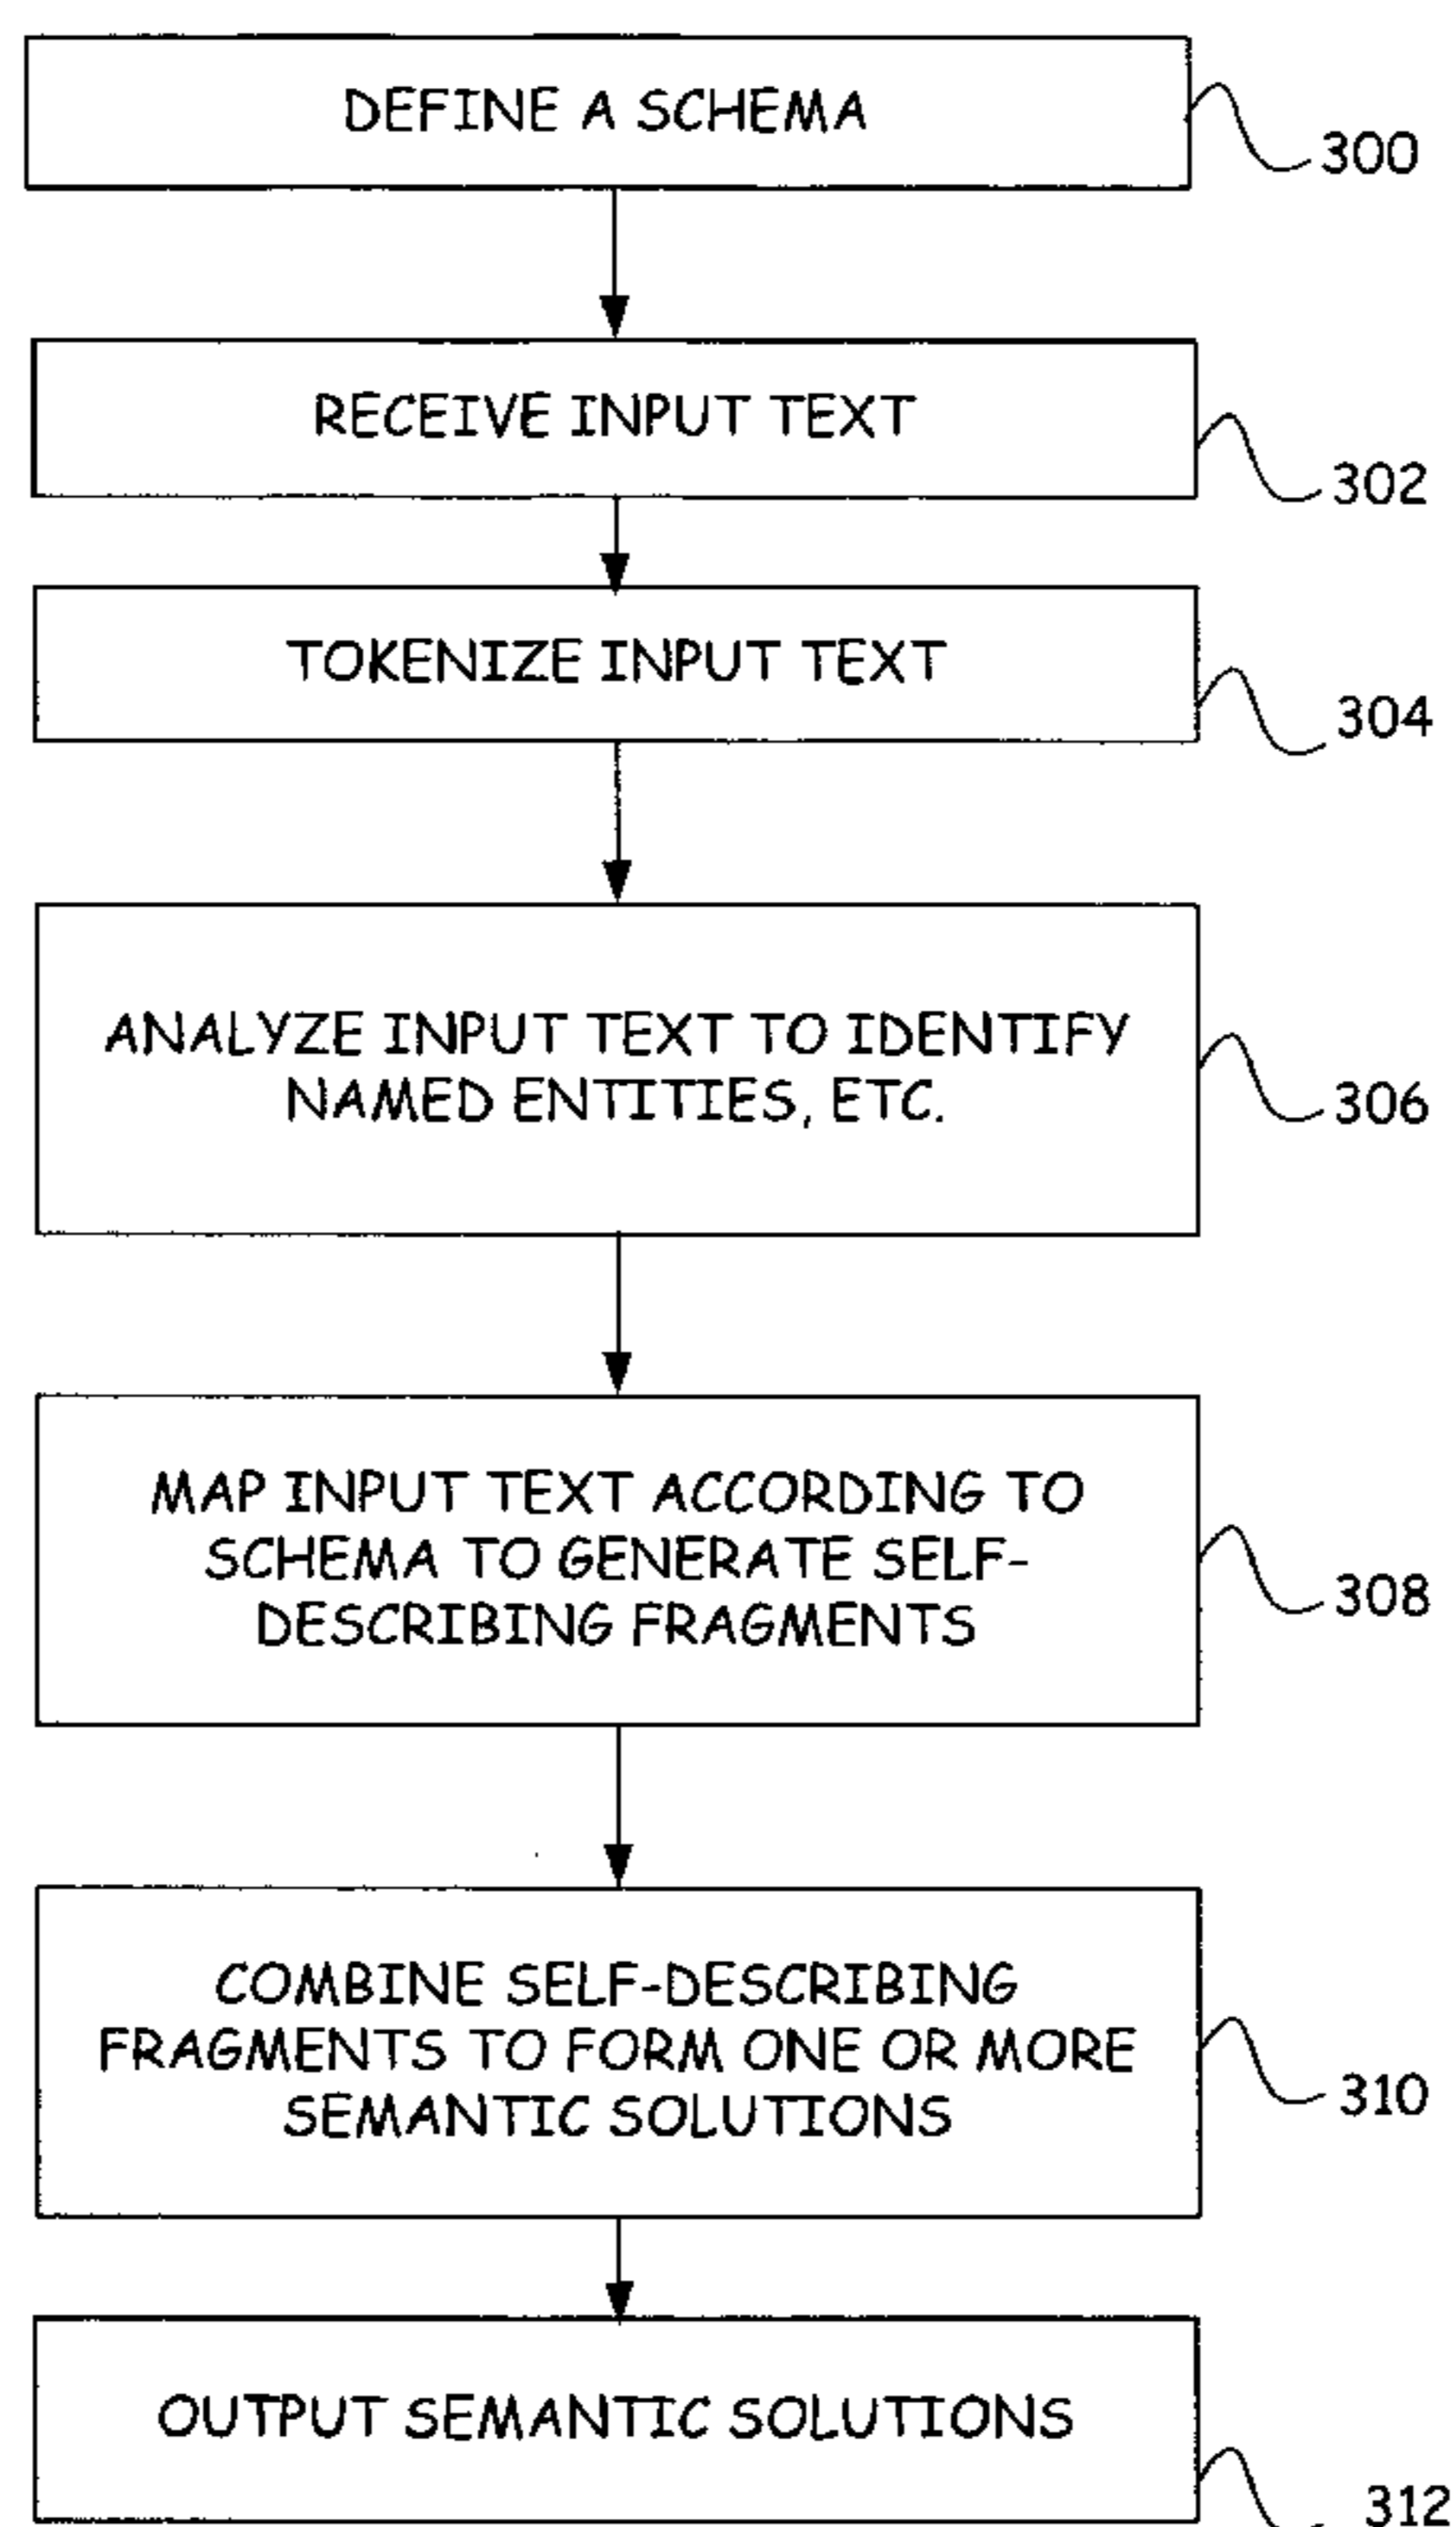 DEFINE A SCHEMA
300
RECEIVE INPUT TEXT
302
TOKENIZE INPUT TEXT
304
ANALYZE INPUT TEXT TO IDENTIFY
NAMED ENTITIES, ETC.
306
MAP INPUT TEXT ACCORDING TO
SCHEMA TO GENERATE SELF-
DESCRIBING FRAGMENTS
308
COMBINE SELF-DESCRIBING
FRAGMENTS TO FORM ONE OR MORE
SEMANTIC SOLUTIONS
310
OUTPUT SEMANTIC SOLUTIONS
312